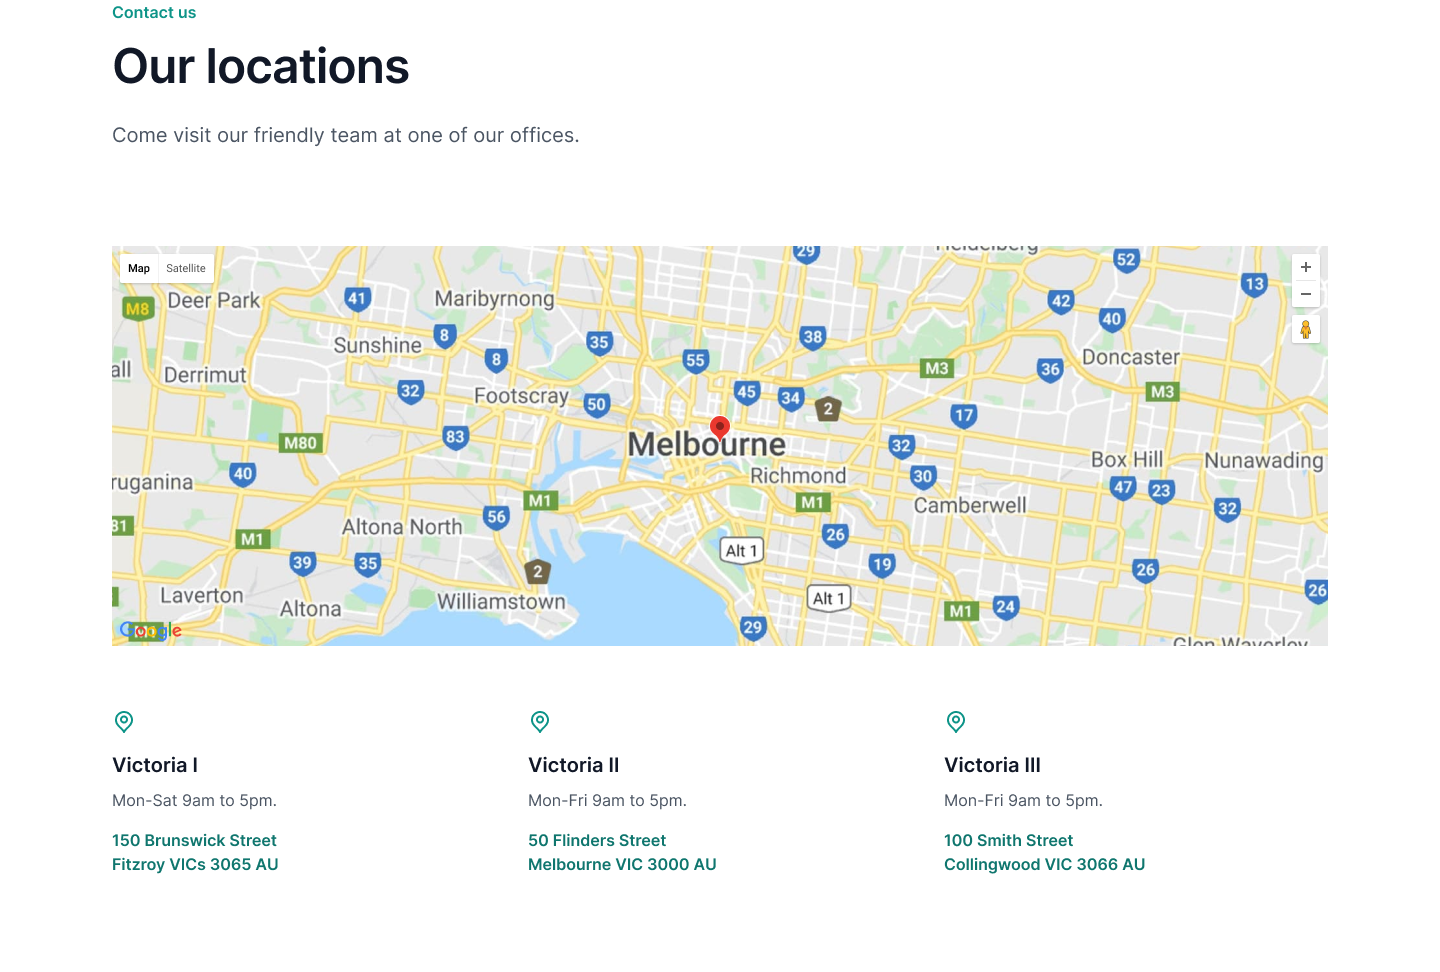 Contact us
Our locations
Come visit our friendly team at one of our offices.
Map Satellite
29
52
13
M8
Deer Park
41
Maribyrnong
42
40
Sunshine
8
35
38
8
55
M3
36
Doncaster
all
Derrimut
32
Footscray
50
45
34
2
17
M3
M80
83
Melbourne
32
Box Hill
Nunawading
40
Richmond
30
47
23
ruganina
M1
M1
Camberwell
32
81
M1
Altona North
56
26
Alt 1
39
35
2
19
26
Laverton
Altona
Williamstown
Alt 1
M1
24
26
Google
29
Glen Waverley
Victoria I
Mon-Sat 9am to 5pm.
150 Brunswick Street
Fitzroy VICs 3065 AU
Victoria II
Mon-Fri 9am to 5pm.
50 Flinders Street
Melbourne VIC 3000 AU
Victoria III
Mon-Fri 9am to 5pm.
100 Smith Street
Collingwood VIC 3066 AU